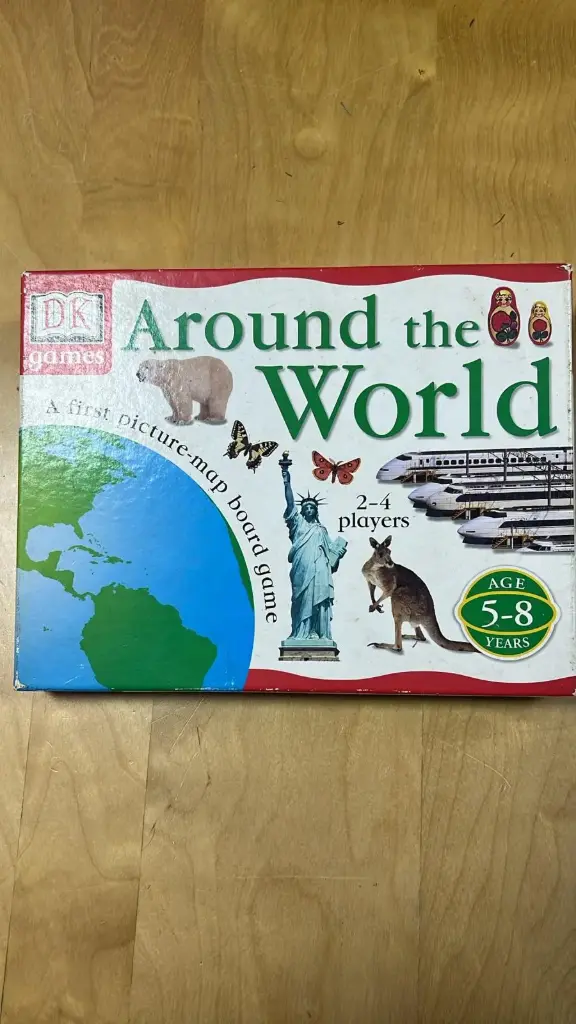 DK
games
Around the
World
A first picture-map board game
2-4
players
AGE
5-8
YEARS